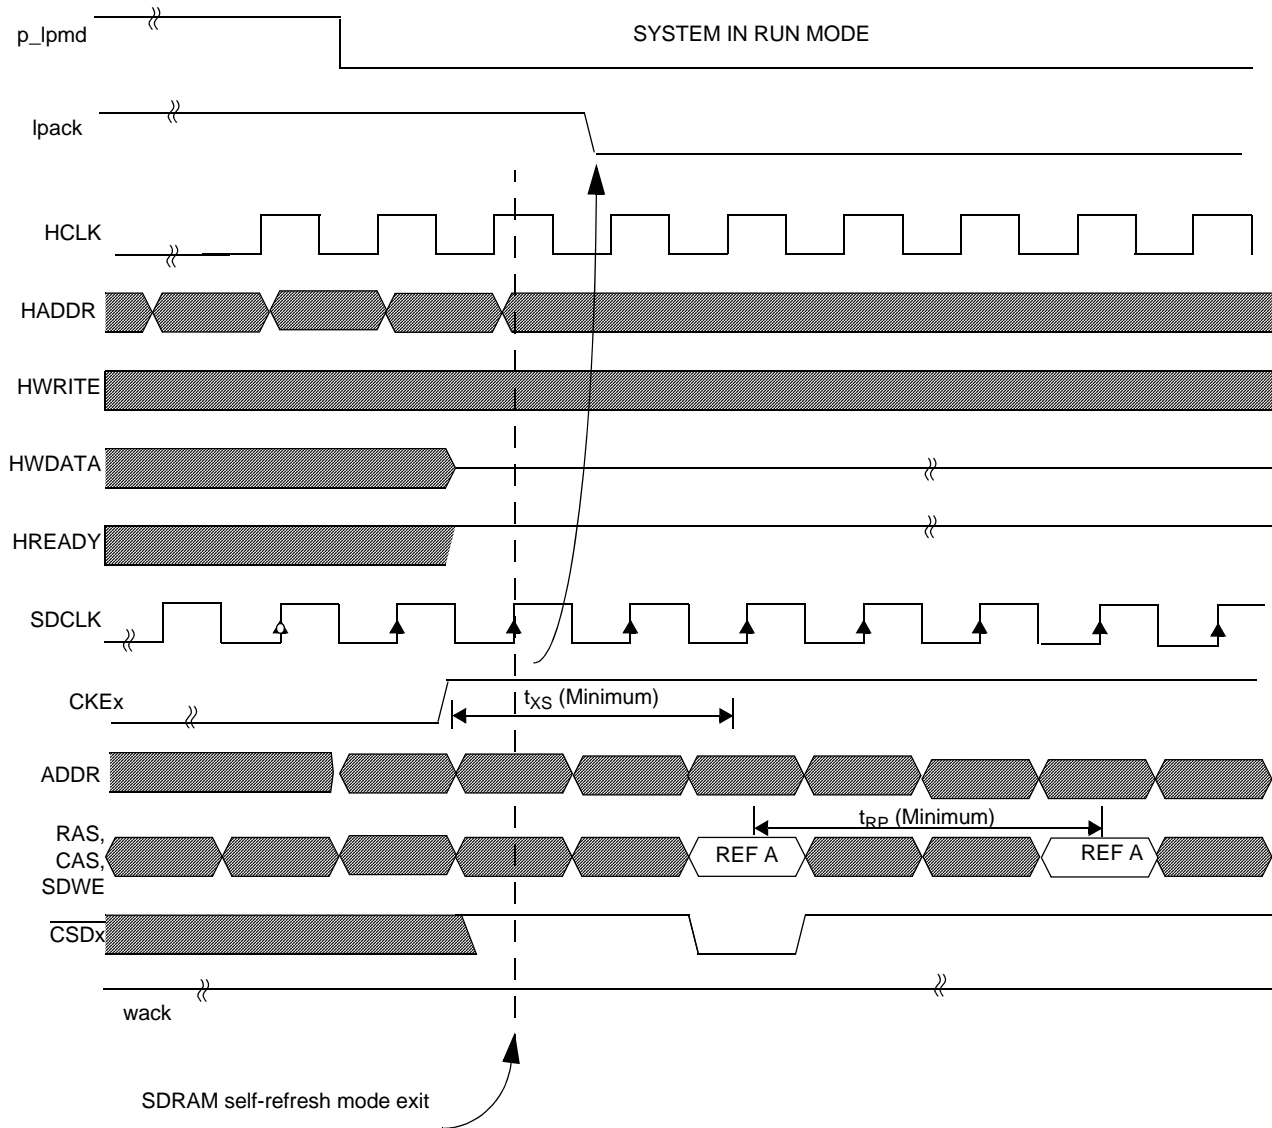 p_lpmd
SYSTEM IN RUN MODE
lpack
HCLK
HADDR
HWRITE
HWDATA
HREADY
SDCLK
CKEx
tXS (Minimum)
ADDR
tRP (Minimum)
RAS,
CAS,
SDWE
REF A
REF A
CSDx
wack
SDRAM self-refresh mode exit